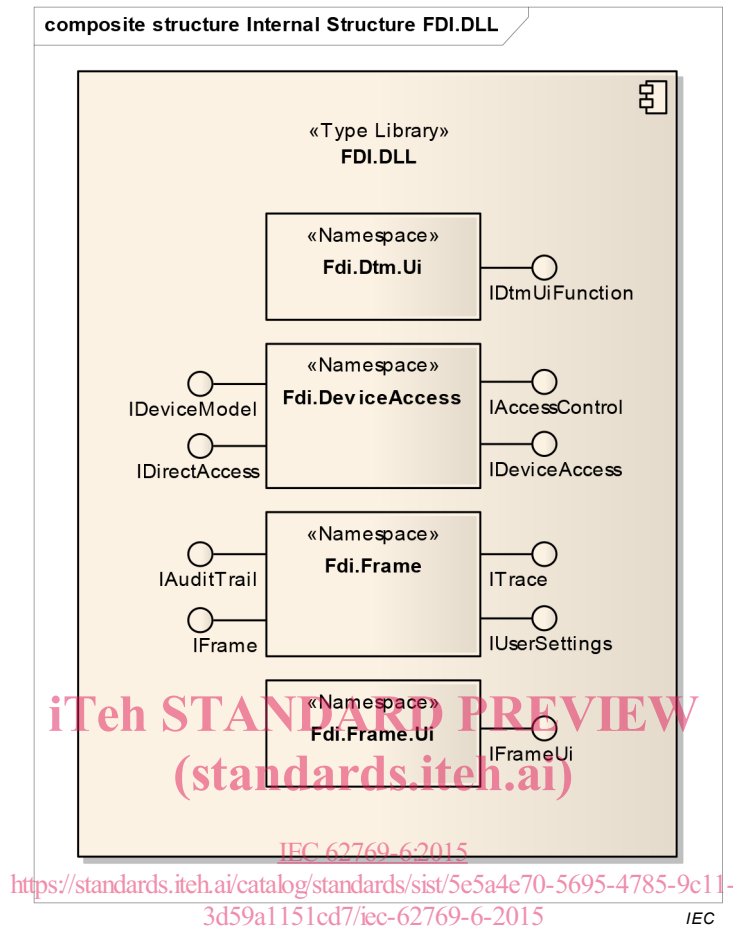 composite structure Internal Structure FDI.DLL
«Type Library»
FDI.DLL
«Namespace»
Fdi.Dtm.Ui
IDtmUiFunction
«Namespace»
Fdi.DeviceAccess
IDeviceModel
IAccessControl
IDirectAccess
IDeviceAccess
«Namespace»
Fdi.Frame
IAuditTrail
ITrace
IFrame
IUserSettings
«Namespace»
Fdi.Frame.Ui
IFrameUi
iTeh STANDARD PREVIEW
(standards.iteh.ai)
IEC 62769-6:2015
https://standards.iteh.ai/catalog/standards/sist/5e5a4e70-5695-4785-9c11-
3d59a1151cd7/iec-62769-6-2015
IEC